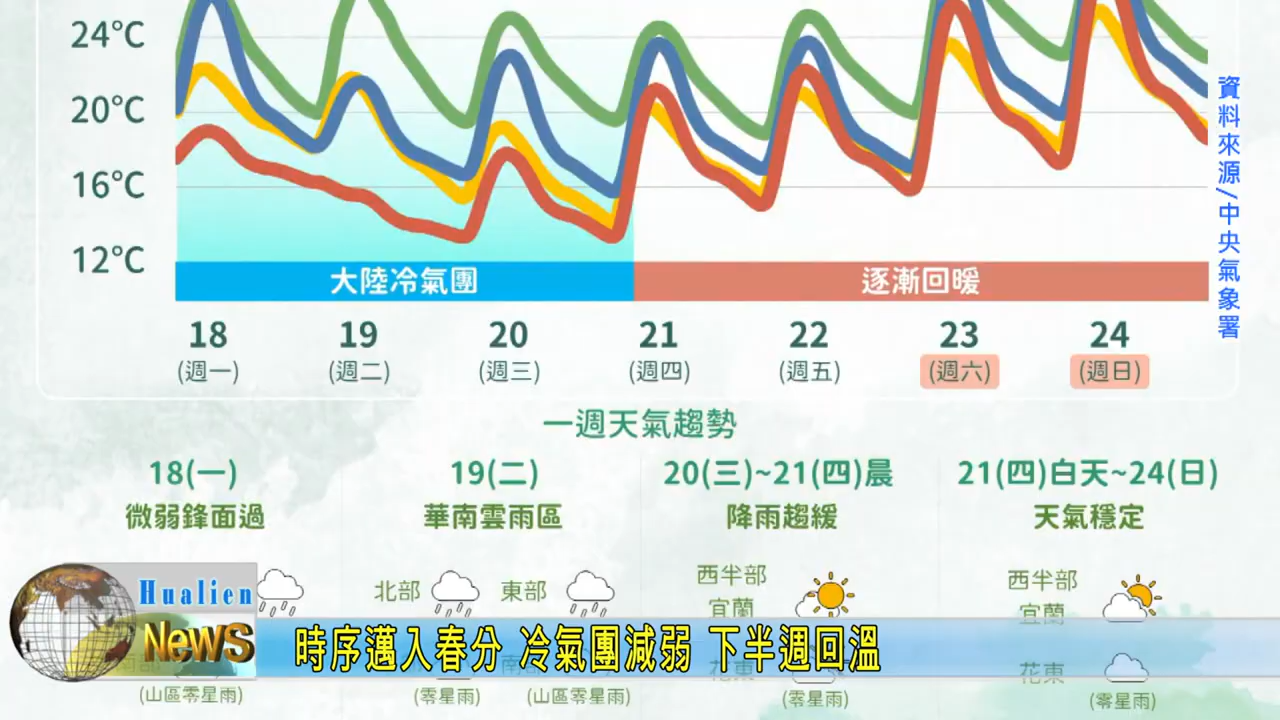 24°C
20°C
16°C
12°C
資料來源/中央氣象署
大陸冷氣團 逐漸回暖
18 19 20 21 22 23 24
(週一) (週二) (週三) (週四) (週五) (週六) (週日)
一週天氣趨勢
18(一) 19(二) 20(三)~21(四)晨 21(四)白天~24(日)
微弱鋒面過 華南雲雨區 降雨趨緩 天氣穩定
北部 東部 西半部 西半部
宜蘭 宜蘭
Hualien
News
時序邁入春分 冷氣團減弱 下半週回溫
花東 花東
(山區零星雨) (零星雨) (山區零星雨) (零星雨) (零星雨)